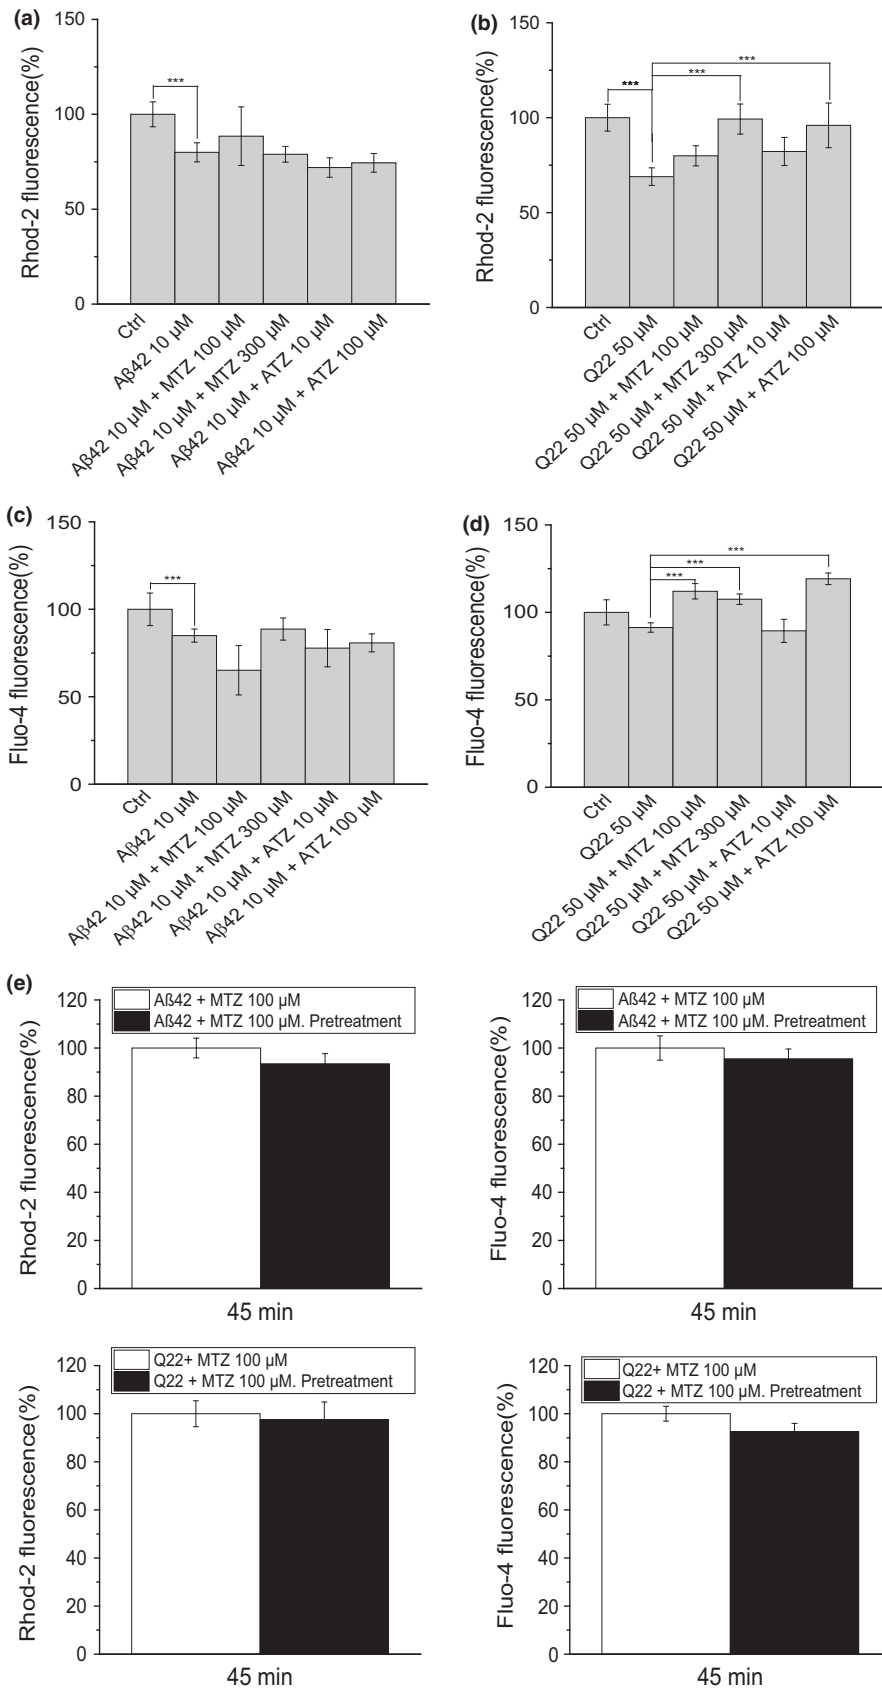 (a)
150
100
50
0
Rhod-2 fluorescence(%)
***
Ctrl
Aβ42 10 µM
Aβ42 10 µM + MTZ 100 µM
Aβ42 10 µM + MTZ 300 µM
Aβ42 10 µM + ATZ 10 µM
Aβ42 10 µM + ATZ 100 µM
(b)
150
100
50
0
Rhod-2 fluorescence(%)
***
***
***
Ctrl
Q22 50 µM
Q22 50 µM + MTZ 100 µM
Q22 50 µM + MTZ 300 µM
Q22 50 µM + ATZ 10 µM
Q22 50 µM + ATZ 100 µM
(c)
150
100
50
0
Fluo-4 fluorescence(%)
***
Ctrl
Aβ42 10 µM
Aβ42 10 µM + MTZ 100 µM
Aβ42 10 µM + MTZ 300 µM
Aβ42 10 µM + ATZ 10 µM
Aβ42 10 µM + ATZ 100 µM
(d)
150
100
50
0
Fluo-4 fluorescence(%)
***
***
***
Ctrl
Q22 50 µM
Q22 50 µM + MTZ 100 µM
Q22 50 µM + MTZ 300 µM
Q22 50 µM + ATZ 10 µM
Q22 50 µM + ATZ 100 µM
(e)
Aß42 + MTZ 100 µM
Aß42 + MTZ 100 µM. Pretreatment
120
100
80
60
40
20
0
Rhod-2 fluorescence(%)
45 min
Aß42 + MTZ 100 µM
Aß42 + MTZ 100 µM. Pretreatment
120
100
80
60
40
20
0
Fluo-4 fluorescence(%)
45 min
Q22+ MTZ 100 µM
Q22 + MTZ 100 µM. Pretreatment
120
100
80
60
40
20
0
Rhod-2 fluorescence(%)
45 min
Q22+ MTZ 100 µM
Q22 + MTZ 100 µM. Pretreatment
120
100
80
60
40
20
0
Fluo-4 fluorescence(%)
45 min